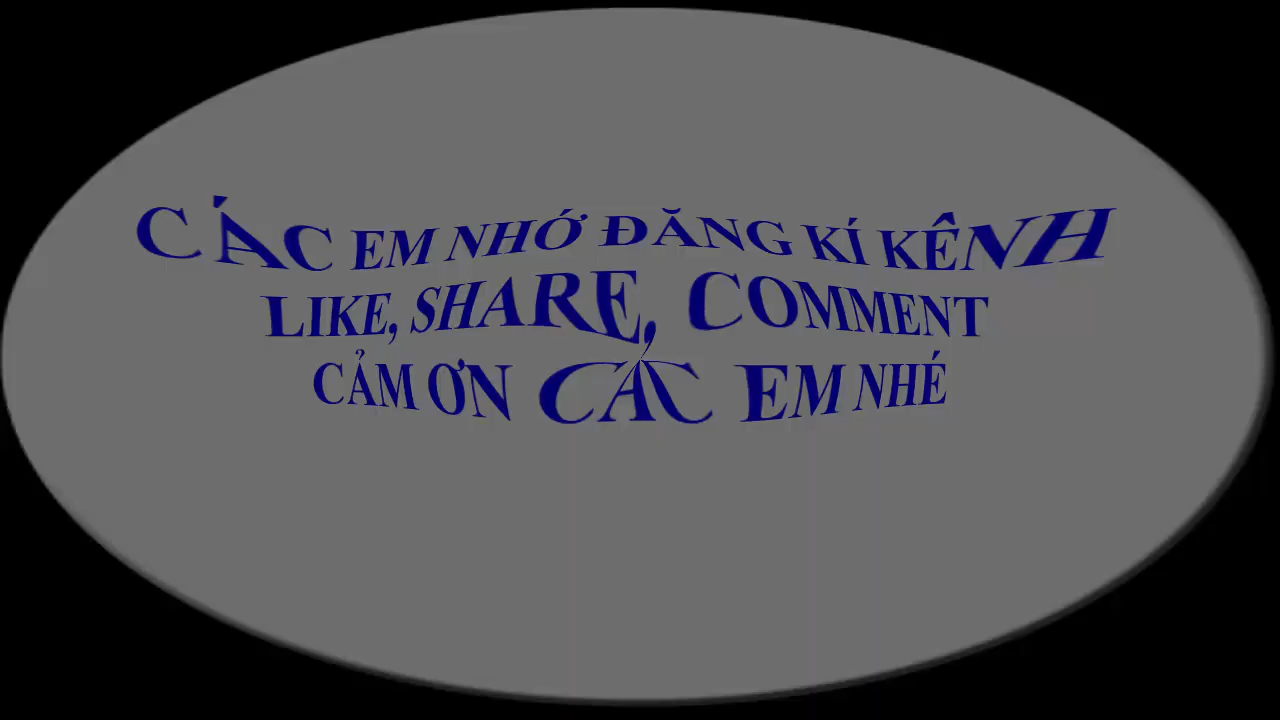 CÁC EM NHỚ ĐĂNG KÍ KÊNH
LIKE, SHARE, COMMENT
CẢM ƠN CÁC EM NHÉ